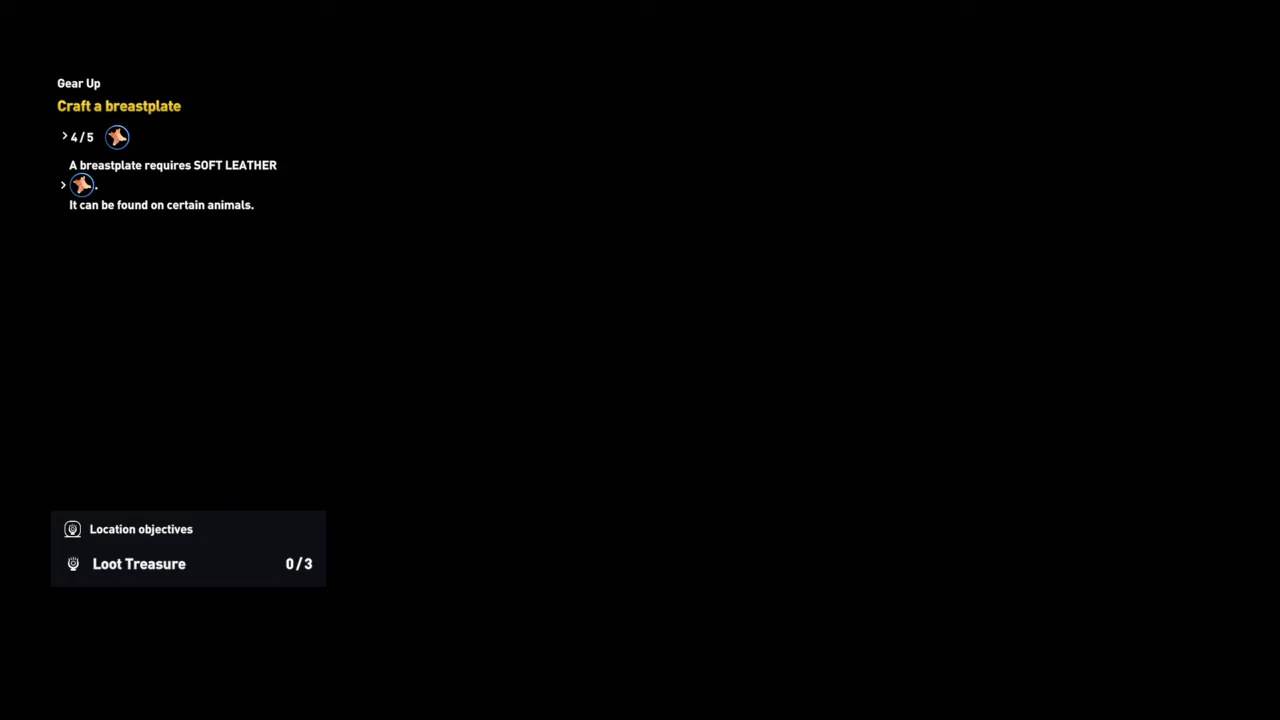 Gear Up
Craft a breastplate
> 4/5
A breastplate requires SOFT LEATHER
> .
It can be found on certain animals.
Location objectives
Loot Treasure 0/3